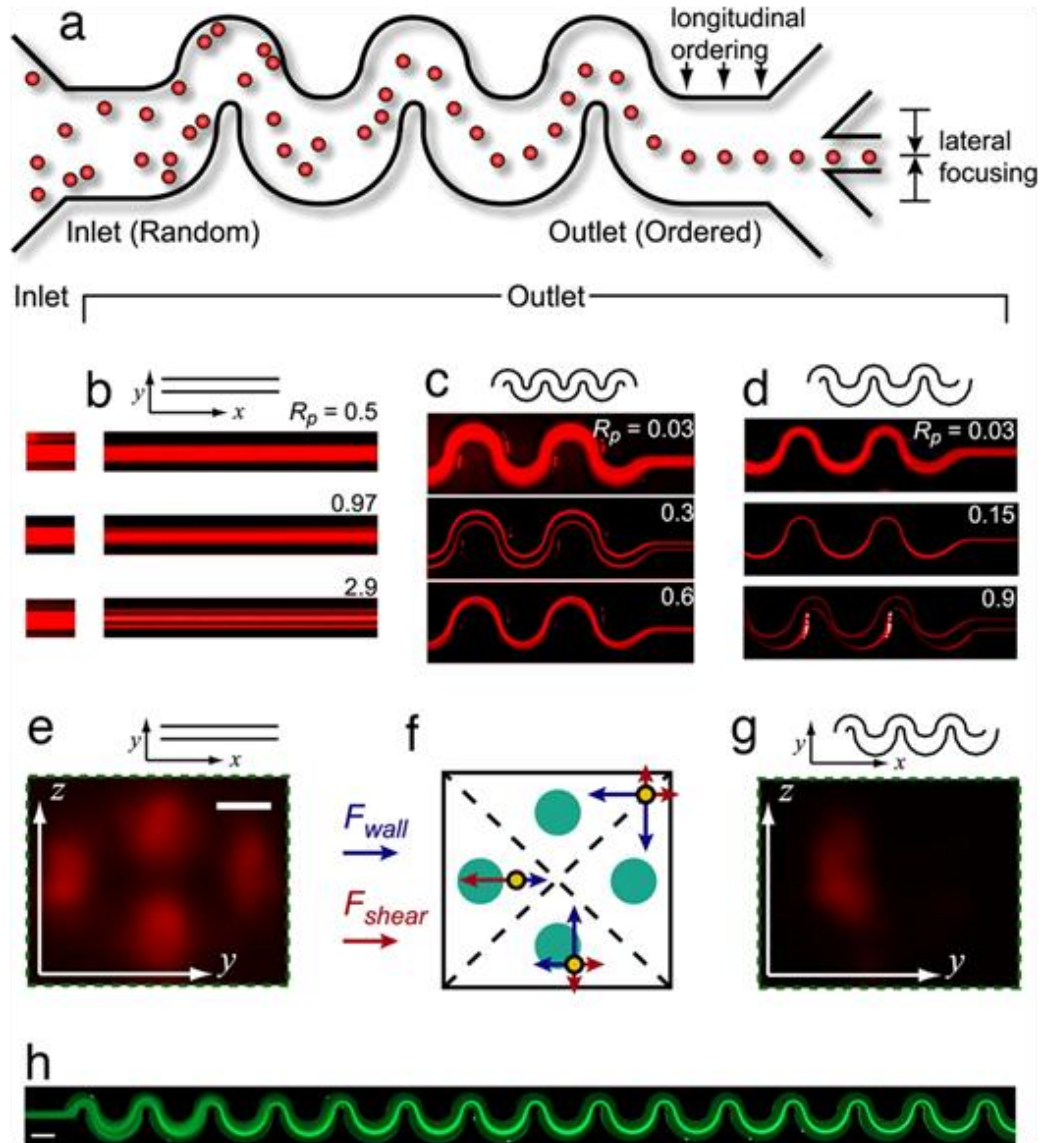 a
longitudinal
ordering
lateral
focusing
Inlet (Random)
Outlet (Ordered)
Inlet
Outlet
b
y
x
R_p = 0.5
0.97
2.9
c
R_p = 0.03
0.3
0.6
d
R_p = 0.03
0.15
0.9
e
y
x
z
y
f
F_wall
F_shear
g
y
x
z
y
h